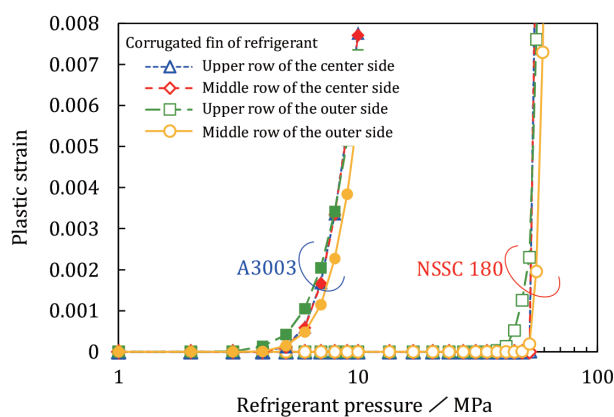 0.008
0.007
0.006
0.005
0.004
0.003
0.002
0.001
0
Plastic strain
Corrugated fin of refrigerant
Upper row of the center side
Middle row of the center side
Upper row of the outer side
Middle row of the outer side
A3003
NSSC 180
1
10
100
Refrigerant pressure ／ MPa